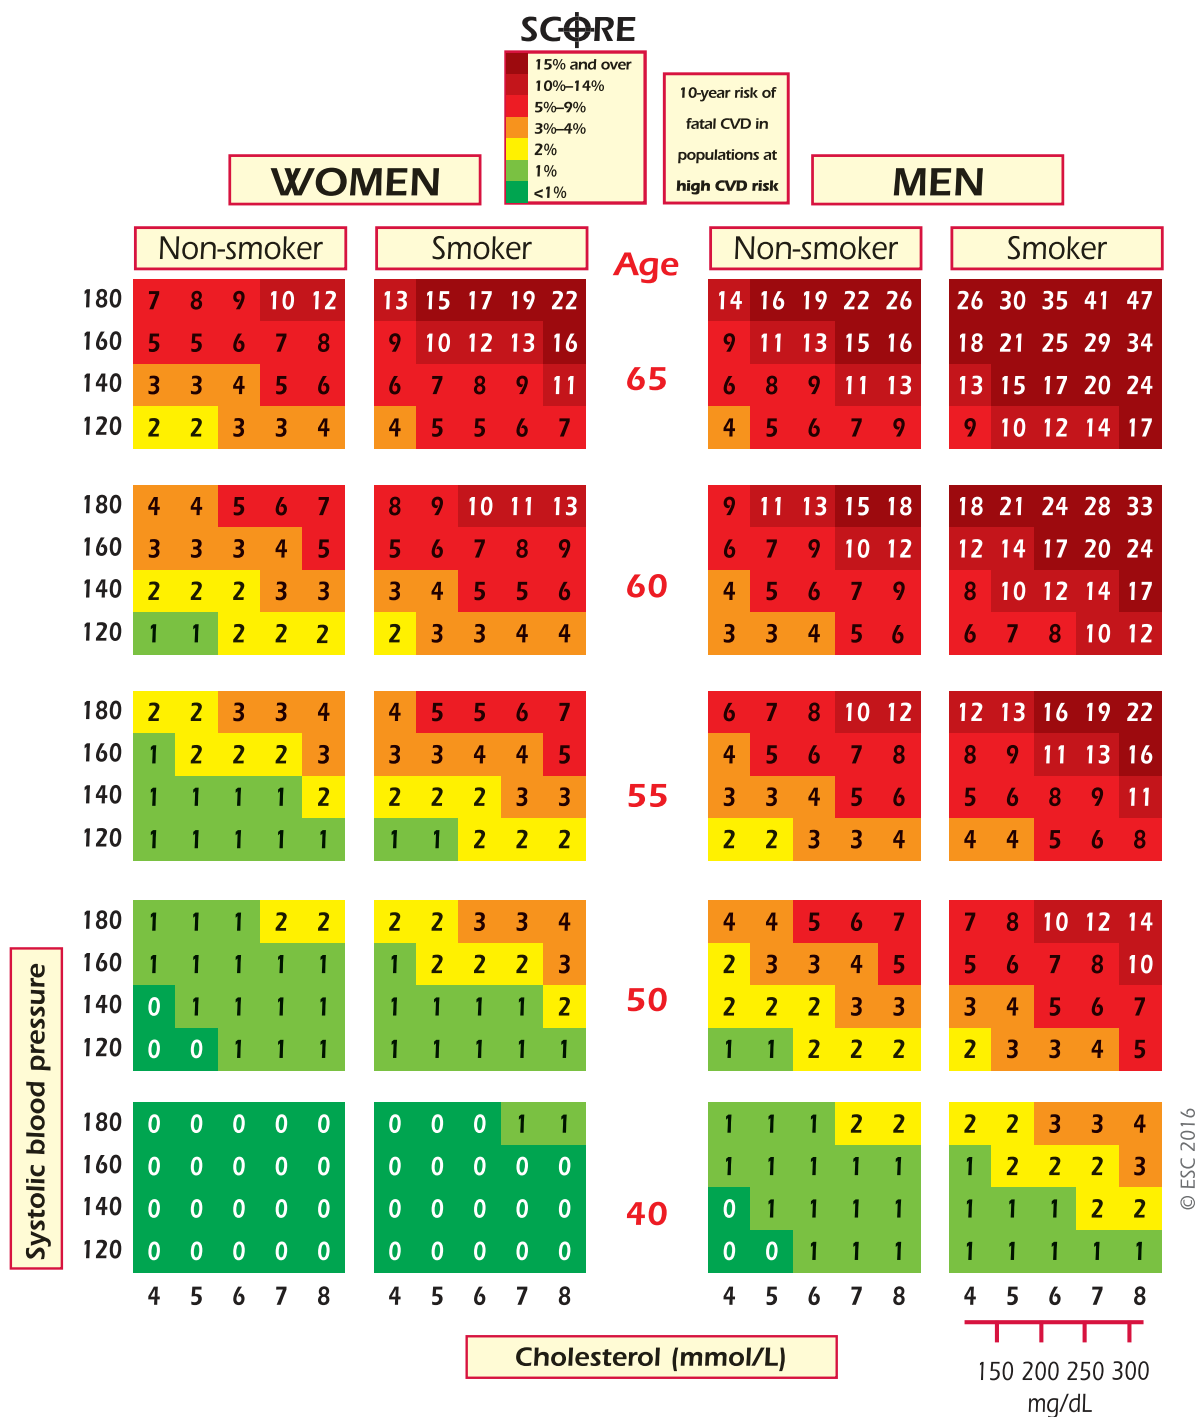 SCORE
15% and over
10%–14%
5%–9%
3%–4%
2%
1%
<1%
10-year risk of
fatal CVD in
populations at
high CVD risk
WOMEN
MEN
Non-smoker Smoker Age Non-smoker Smoker
180 7 8 9 10 12 13 15 17 19 22 14 16 19 22 26 26 30 35 41 47
160 5 5 6 7 8 9 10 12 13 16 9 11 13 15 16 18 21 25 29 34
65
140 3 3 4 5 6 6 7 8 9 11 6 8 9 11 13 13 15 17 20 24
120 2 2 3 3 4 4 5 5 6 7 4 5 6 7 9 9 10 12 14 17
180 4 4 5 6 7 8 9 10 11 13 9 11 13 15 18 18 21 24 28 33
160 3 3 3 4 5 5 6 7 8 9 6 7 9 10 12 12 14 17 20 24
60
140 2 2 2 3 3 3 4 5 5 6 4 5 6 7 9 8 10 12 14 17
120 1 1 2 2 2 2 3 3 4 4 3 3 4 5 6 6 7 8 10 12
180 2 2 3 3 4 4 5 5 6 7 6 7 8 10 12 12 13 16 19 22
160 1 2 2 2 3 3 3 4 4 5 4 5 6 7 8 8 9 11 13 16
55
140 1 1 1 1 2 2 2 2 3 3 3 3 4 5 6 5 6 8 9 11
120 1 1 1 1 1 1 1 2 2 2 2 2 3 3 4 4 4 5 6 8
180 1 1 1 2 2 2 2 3 3 4 4 4 5 6 7 7 8 10 12 14
160 1 1 1 1 1 1 2 2 2 3 2 3 3 4 5 5 6 7 8 10
50
140 0 1 1 1 1 1 1 1 1 2 2 2 2 3 3 3 4 5 6 7
120 0 0 1 1 1 1 1 1 1 1 1 1 2 2 2 2 3 3 4 5
180 0 0 0 0 0 0 0 0 1 1 1 1 1 2 2 2 2 3 3 4
160 0 0 0 0 0 0 0 0 0 0 1 1 1 1 1 1 2 2 2 3
40
140 0 0 0 0 0 0 0 0 0 0 0 1 1 1 1 1 1 1 2 2
120 0 0 0 0 0 0 0 0 0 0 0 0 1 1 1 1 1 1 1 1
4 5 6 7 8 4 5 6 7 8 4 5 6 7 8 4 5 6 7 8
Systolic blood pressure
Cholesterol (mmol/L)
150 200 250 300
mg/dL
© ESC 2016